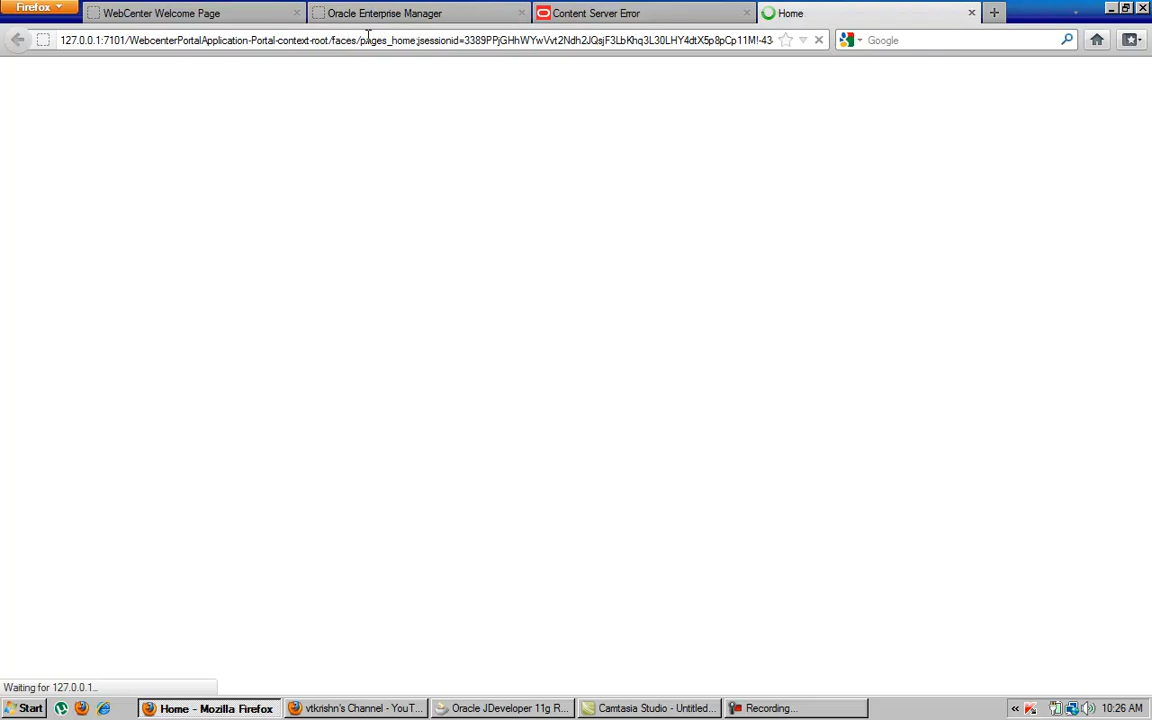 Firefox
WebCenter Welcome Page
Oracle Enterprise Manager
Content Server Error
Home
127.0.0.1:7101/WebcenterPortalApplication-Portal-context-root/faces/pages_home;jsessionid=3389PPjGHhWYwVvt2Ndh2JQsjF3LbKhq3L30LHY4dtX5p8pCp11M!-43
Google
Waiting for 127.0.0.1...
Start
Home - Mozilla Firefox
vtkrishn's Channel - YouT...
Oracle JDeveloper 11g R...
Camtasia Studio - Untitled...
Recording...
10:26 AM